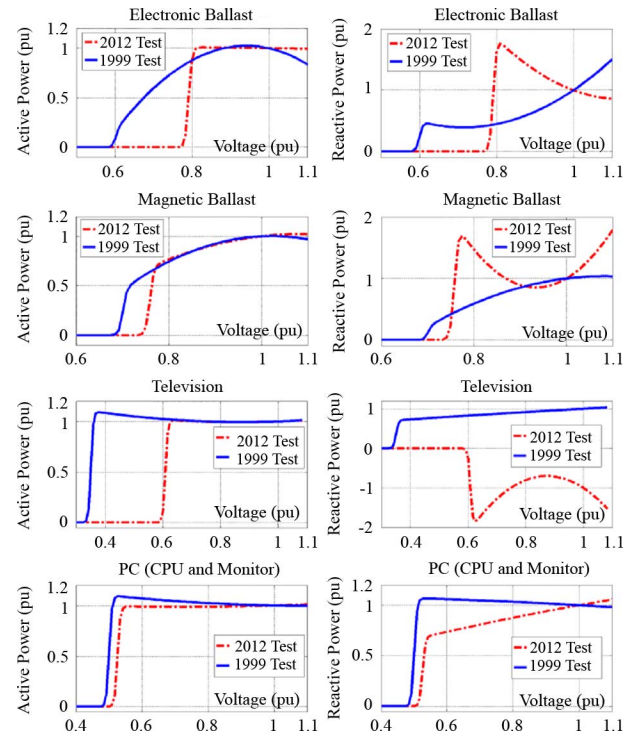 Electronic Ballast
Active Power (pu)
1.2
1
0.5
0
2012 Test
1999 Test
Voltage (pu)
0.4 0.6 0.8 1 1.1
Electronic Ballast
Reactive Power (pu)
2
1
0
2012 Test
1999 Test
Voltage (pu)
0.4 0.6 0.8 1 1.1
Magnetic Ballast
Active Power (pu)
1.2
1
0.5
0
2012 Test
1999 Test
Voltage (pu)
0.6 0.8 1 1.1
Magnetic Ballast
Reactive Power (pu)
2
1
0
2012 Test
1999 Test
Voltage (pu)
0.6 0.8 1 1.1
Television
Active Power (pu)
1.2
1
0.5
0
2012 Test
1999 Test
Voltage (pu)
0.4 0.6 0.8 1 1.1
Television
Reactive Power (pu)
1
0
-1
-2
2012 Test
1999 Test
Voltage (pu)
0.4 0.6 0.8 1 1.1
PC (CPU and Monitor)
Active Power (pu)
1.2
1
0.5
0
2012 Test
1999 Test
Voltage (pu)
0.4 0.6 0.8 1 1.1
PC (CPU and Monitor)
Reactive Power (pu)
1.2
1
0.5
0
2012 Test
1999 Test
Voltage (pu)
0.4 0.6 0.8 1 1.1